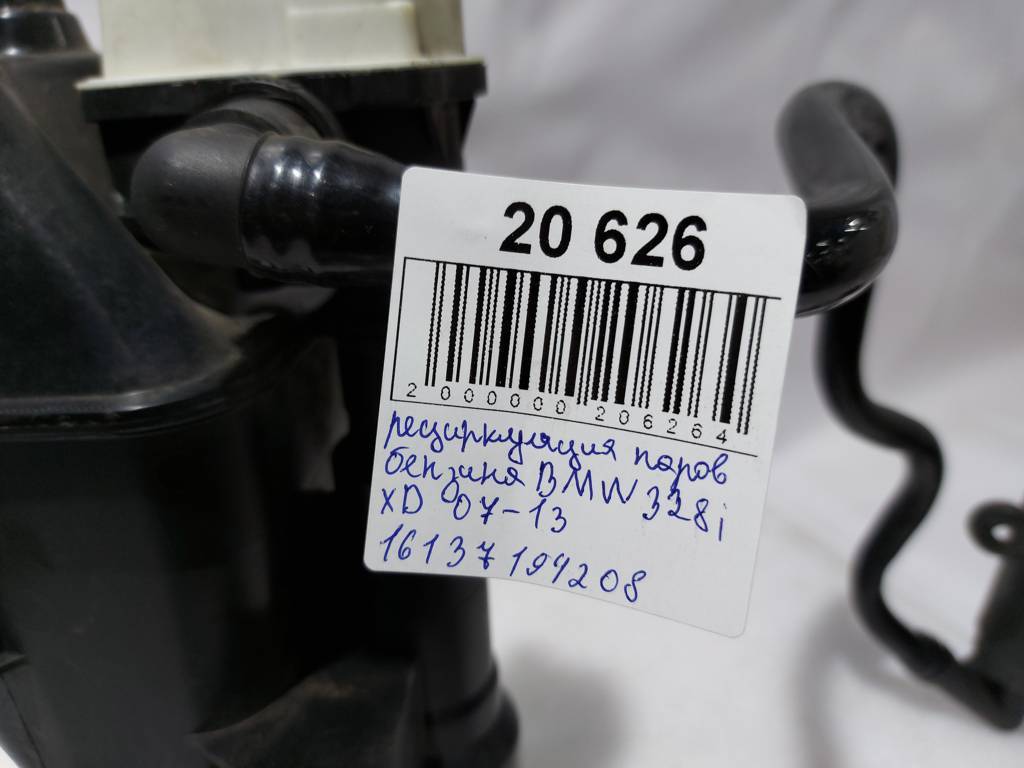 20 626
2 000000 206264
рециркуляция паров
бензина BMW 328i
XD 07-13
16137194208